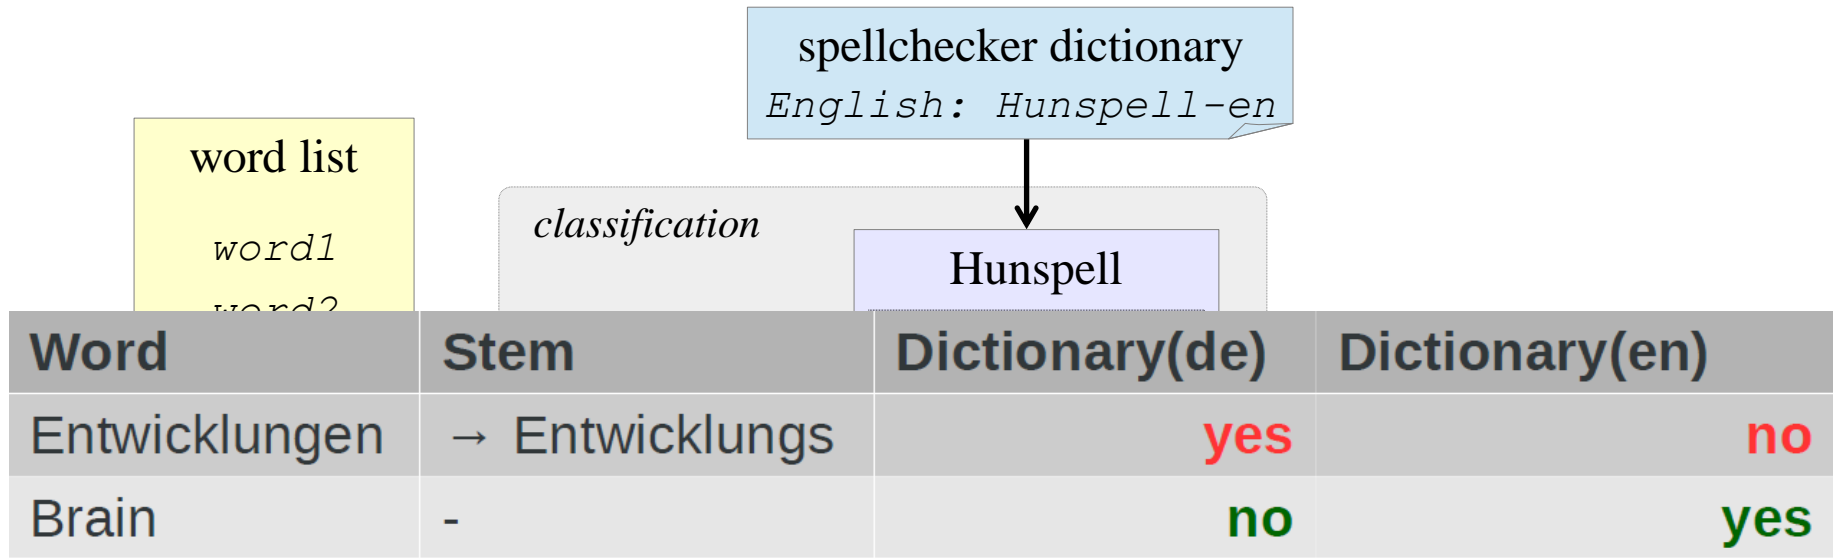 spellchecker dictionary
English: Hunspell-en
word list
classification
word1
Hunspell
word2
Word Stem Dictionary(de) Dictionary(en)
Entwicklungen → Entwicklungs yes no
Brain - no yes